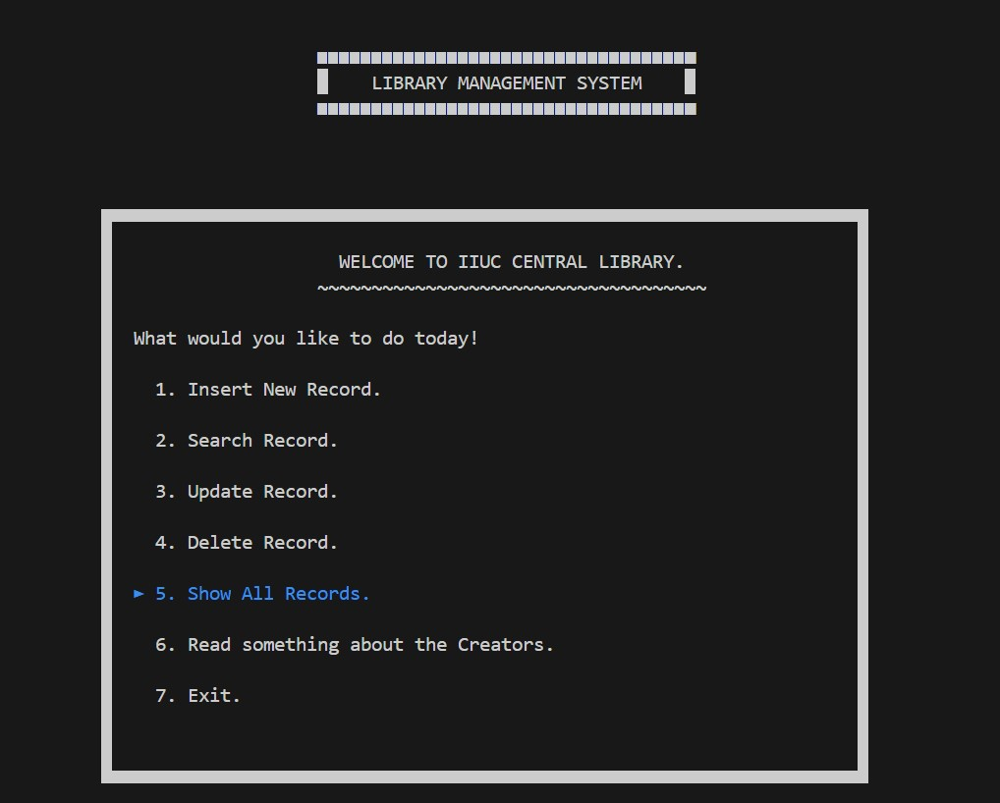 LIBRARY MANAGEMENT SYSTEM
WELCOME TO IIUC CENTRAL LIBRARY.
~~~~~~~~~~~~~~~~~~~~~~~~~~~~~~~~~~~~
What would you like to do today!
1. Insert New Record.
2. Search Record.
3. Update Record.
4. Delete Record.
► 5. Show All Records.
6. Read something about the Creators.
7. Exit.